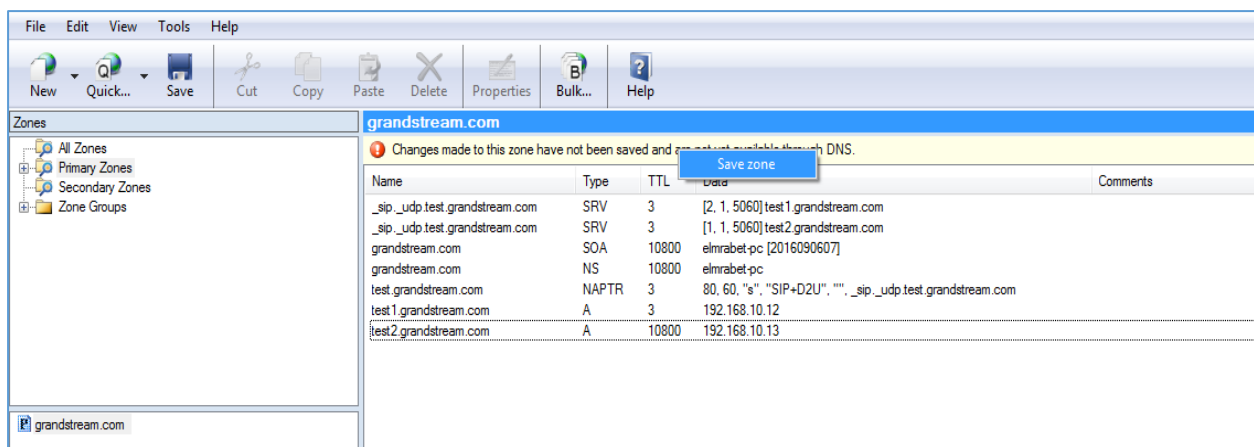 File Edit View Tools Help
New Quick... Save Cut Copy Paste Delete Properties Bulk... Help
Zones
All Zones
Primary Zones
Secondary Zones
Zone Groups
grandstream.com
grandstream.com
Changes made to this zone have not been saved and are not yet available through DNS.
Save zone
Name Type TTL Data Comments
_sip._udp.test.grandstream.com SRV 3 [2, 1, 5060] test1.grandstream.com
_sip._udp.test.grandstream.com SRV 3 [1, 1, 5060] test2.grandstream.com
grandstream.com SOA 10800 elmrabet-pc [2016090607]
grandstream.com NS 10800 elmrabet-pc
test.grandstream.com NAPTR 3 80, 60, "s", "SIP+D2U", "", _sip._udp.test.grandstream.com
test1.grandstream.com A 3 192.168.10.12
test2.grandstream.com A 10800 192.168.10.13